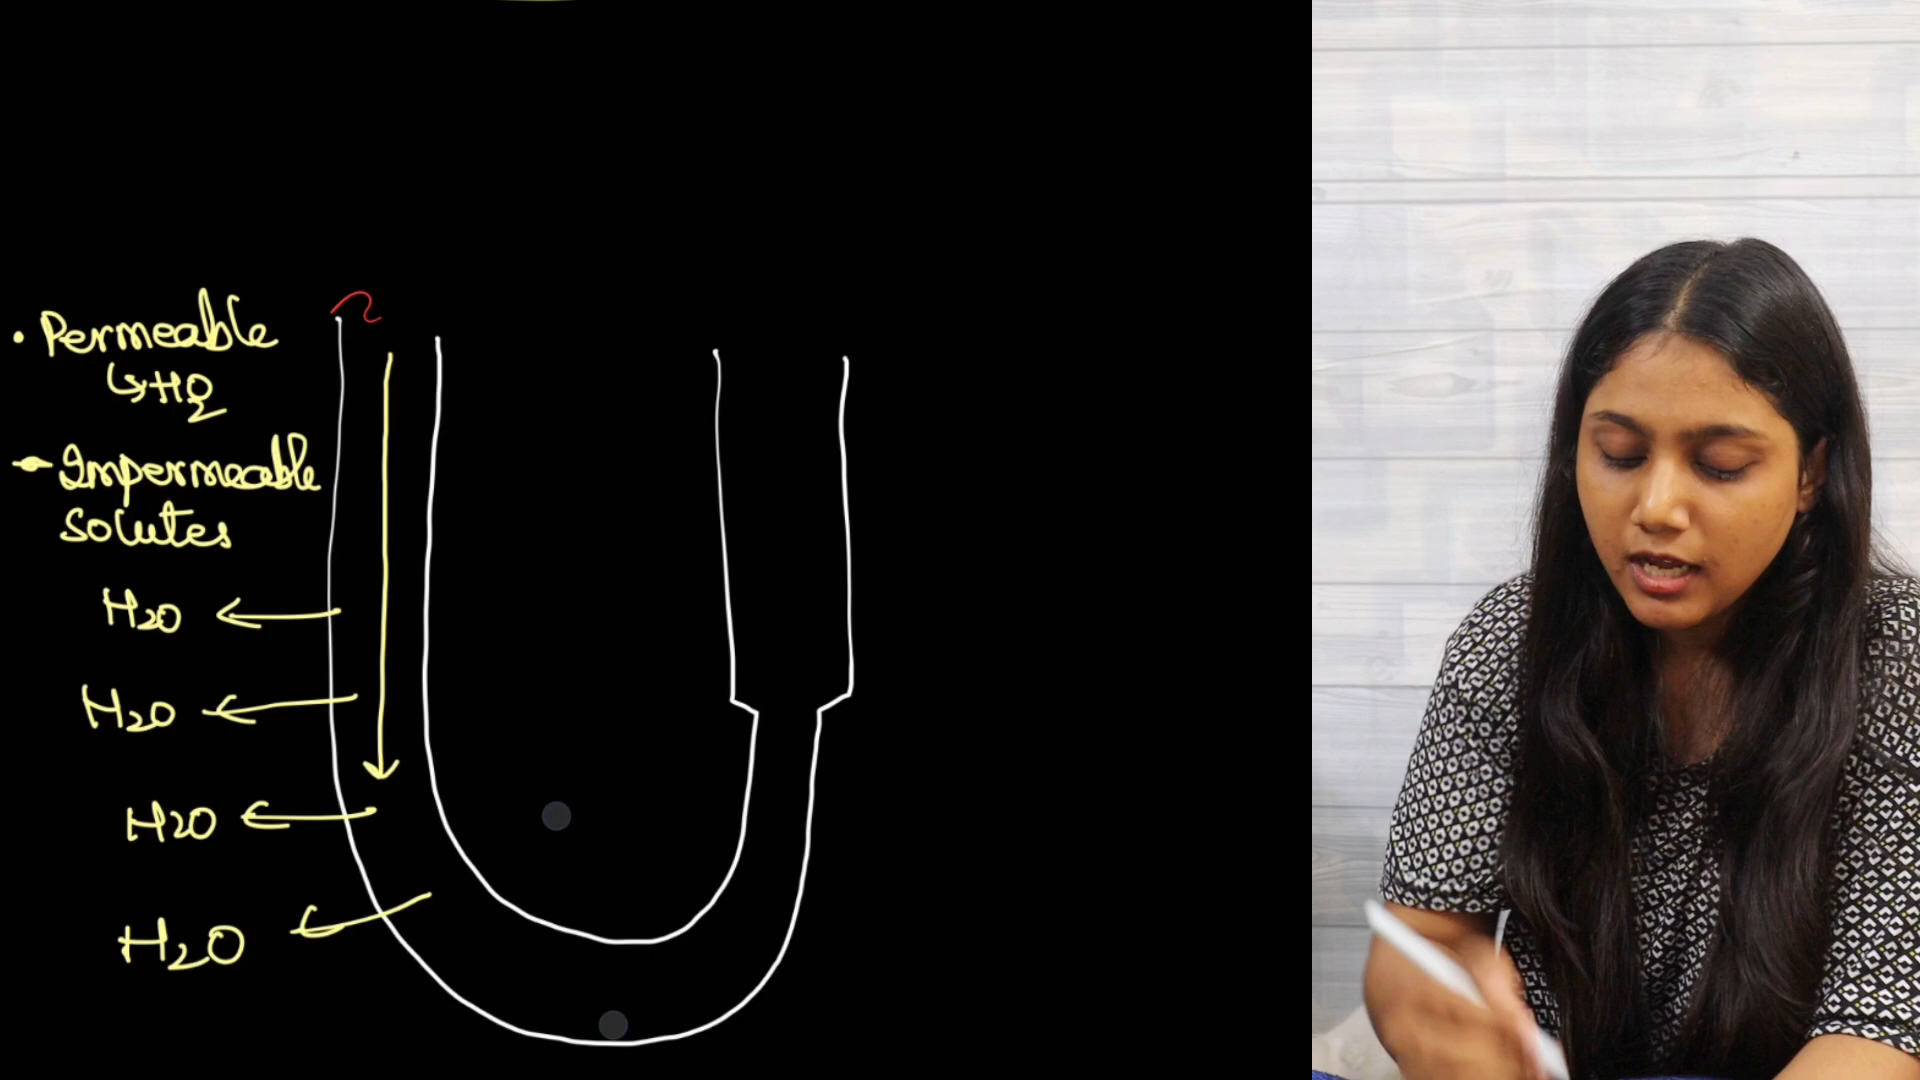 • Permeable
↳ H2O
• Impermeable
solutes
H2O ←
H2O ←
H2O ←
H2O ←